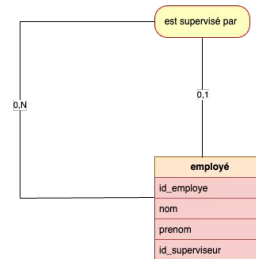 est supervisé par
0,1
0,N
employé
id_employe
nom
prenom
id_superviseur